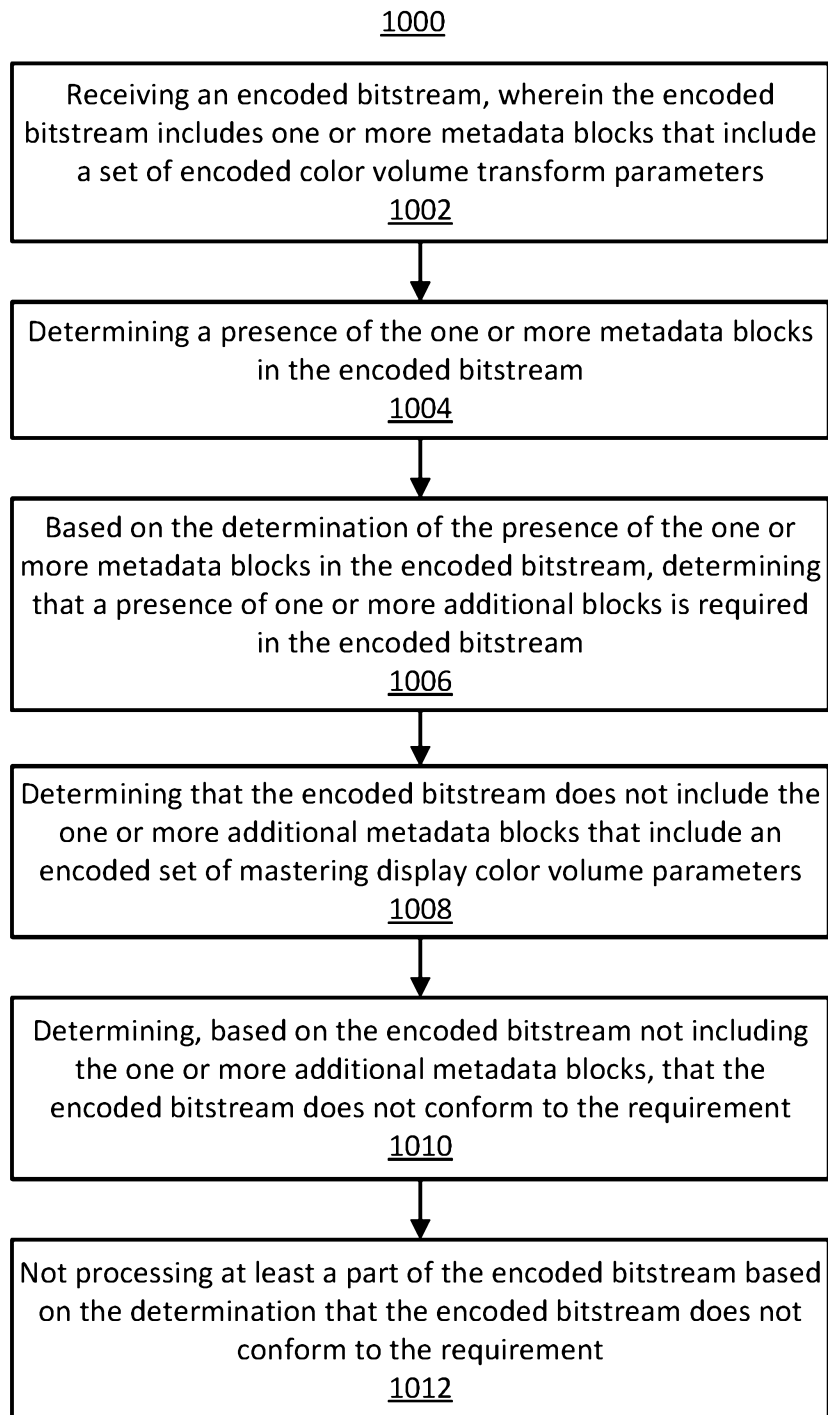 1000
Receiving an encoded bitstream, wherein the encoded
bitstream includes one or more metadata blocks that include
a set of encoded color volume transform parameters
1002
Determining a presence of the one or more metadata blocks
in the encoded bitstream
1004
Based on the determination of the presence of the one or
more metadata blocks in the encoded bitstream, determining
that a presence of one or more additional blocks is required
in the encoded bitstream
1006
Determining that the encoded bitstream does not include the
one or more additional metadata blocks that include an
encoded set of mastering display color volume parameters
1008
Determining, based on the encoded bitstream not including
the one or more additional metadata blocks, that the
encoded bitstream does not conform to the requirement
1010
Not processing at least a part of the encoded bitstream based
on the determination that the encoded bitstream does not
conform to the requirement
1012